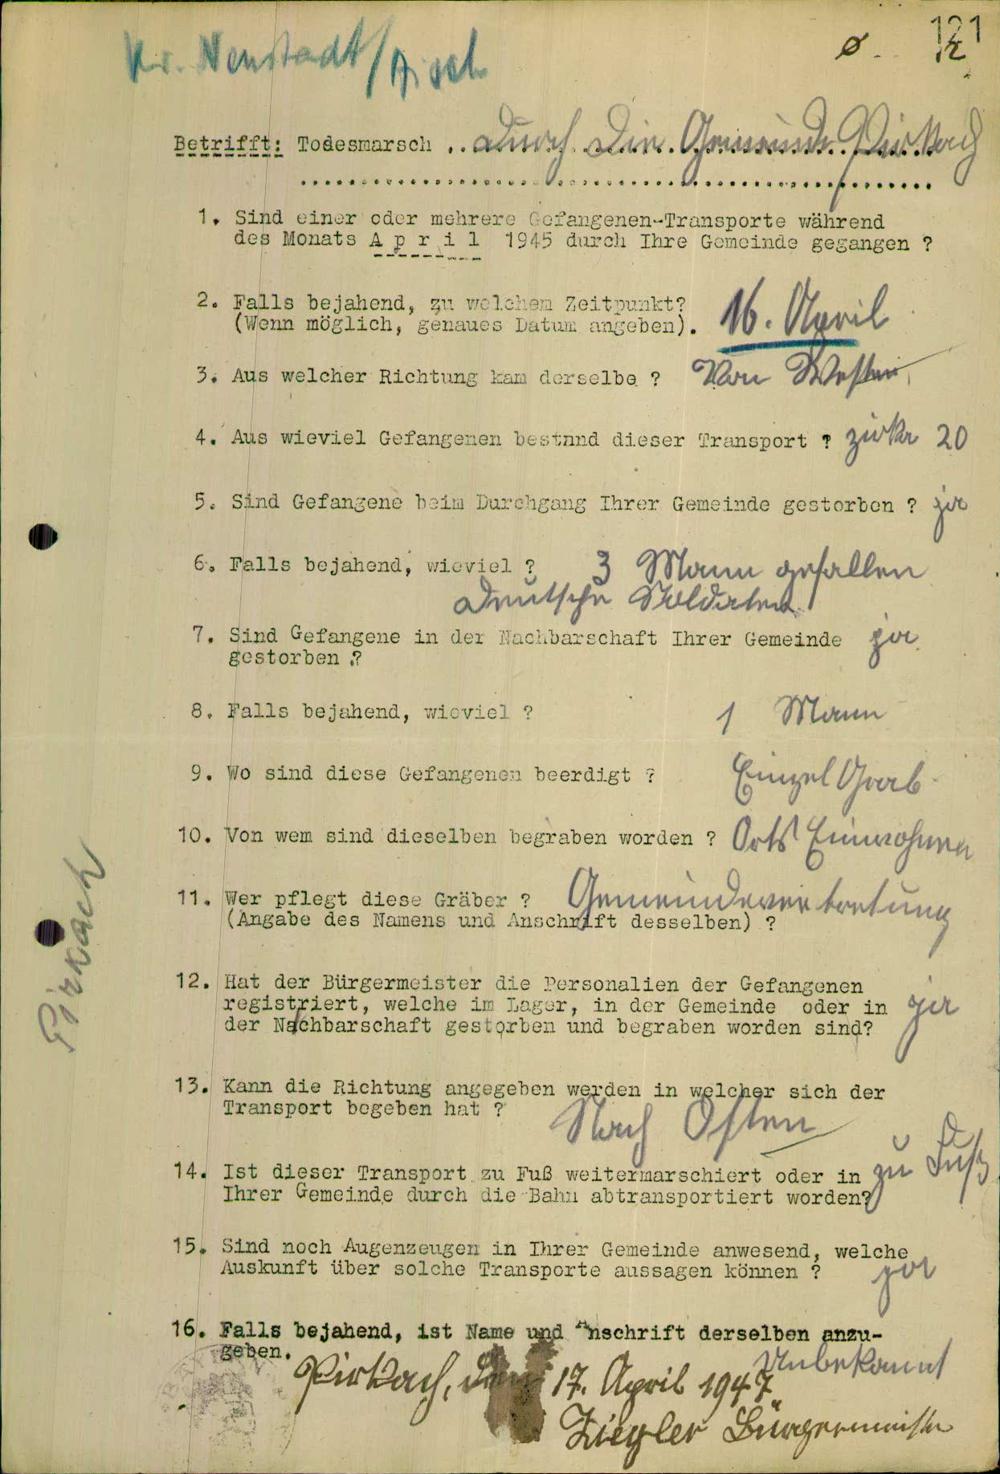 121
Kr. Neustadt/Aisch
ø.
Betrifft: Todesmarsch .. durch die Gemeinde Pirkach
1. Sind einer oder mehrere Gefangenen-Transporte während
des Monats A p r i l 1945 durch Ihre Gemeinde gegangen ?
2. Falls bejahend, zu welchem Zeitpunkt?
(Wenn möglich, genaues Datum angeben). 16. April
3. Aus welcher Richtung kam derselbe ? Von Westen
4. Aus wieviel Gefangenen bestnnd dieser Transport ? zirka 20
5. Sind Gefangene beim Durchgang Ihrer Gemeinde gestorben ? ja
6. Falls bejahend, wieviel ? 3 Mann gefallen
Deutsche Soldaten
7. Sind Gefangene in der Nachbarschaft Ihrer Gemeinde ja
gestorben ?
8. Falls bejahend, wieviel ? 1 Mann
9. Wo sind diese Gefangenen beerdigt ? Einzel Grab
10. Von wem sind dieselben begraben worden ? Orts Einwohner
11. Wer pflegt diese Gräber ? Gemeindevertretung
(Angabe des Namens und Anschrift desselben) ?
Pirkach
12. Hat der Bürgermeister die Personalien der Gefangenen
registriert, welche im Lager, in der Gemeinde oder in ja
der Nachbarschaft gestorben und begraben worden sind?
13. Kann die Richtung angegeben werden in welcher sich der
Transport begeben hat ? Nach Osten
14. Ist dieser Transport zu Fuß weitermarschiert oder in zu Fuß
Ihrer Gemeinde durch die Bahn abtransportiert worden?
15. Sind noch Augenzeugen in Ihrer Gemeinde anwesend, welche
Auskunft über solche Transporte aussagen können ? ja
16. Falls bejahend, ist Name und Anschrift derselben anzu-
geben. Unbekannt
Pirkach, den 17. April 1947
Ziegler Bürgermeister